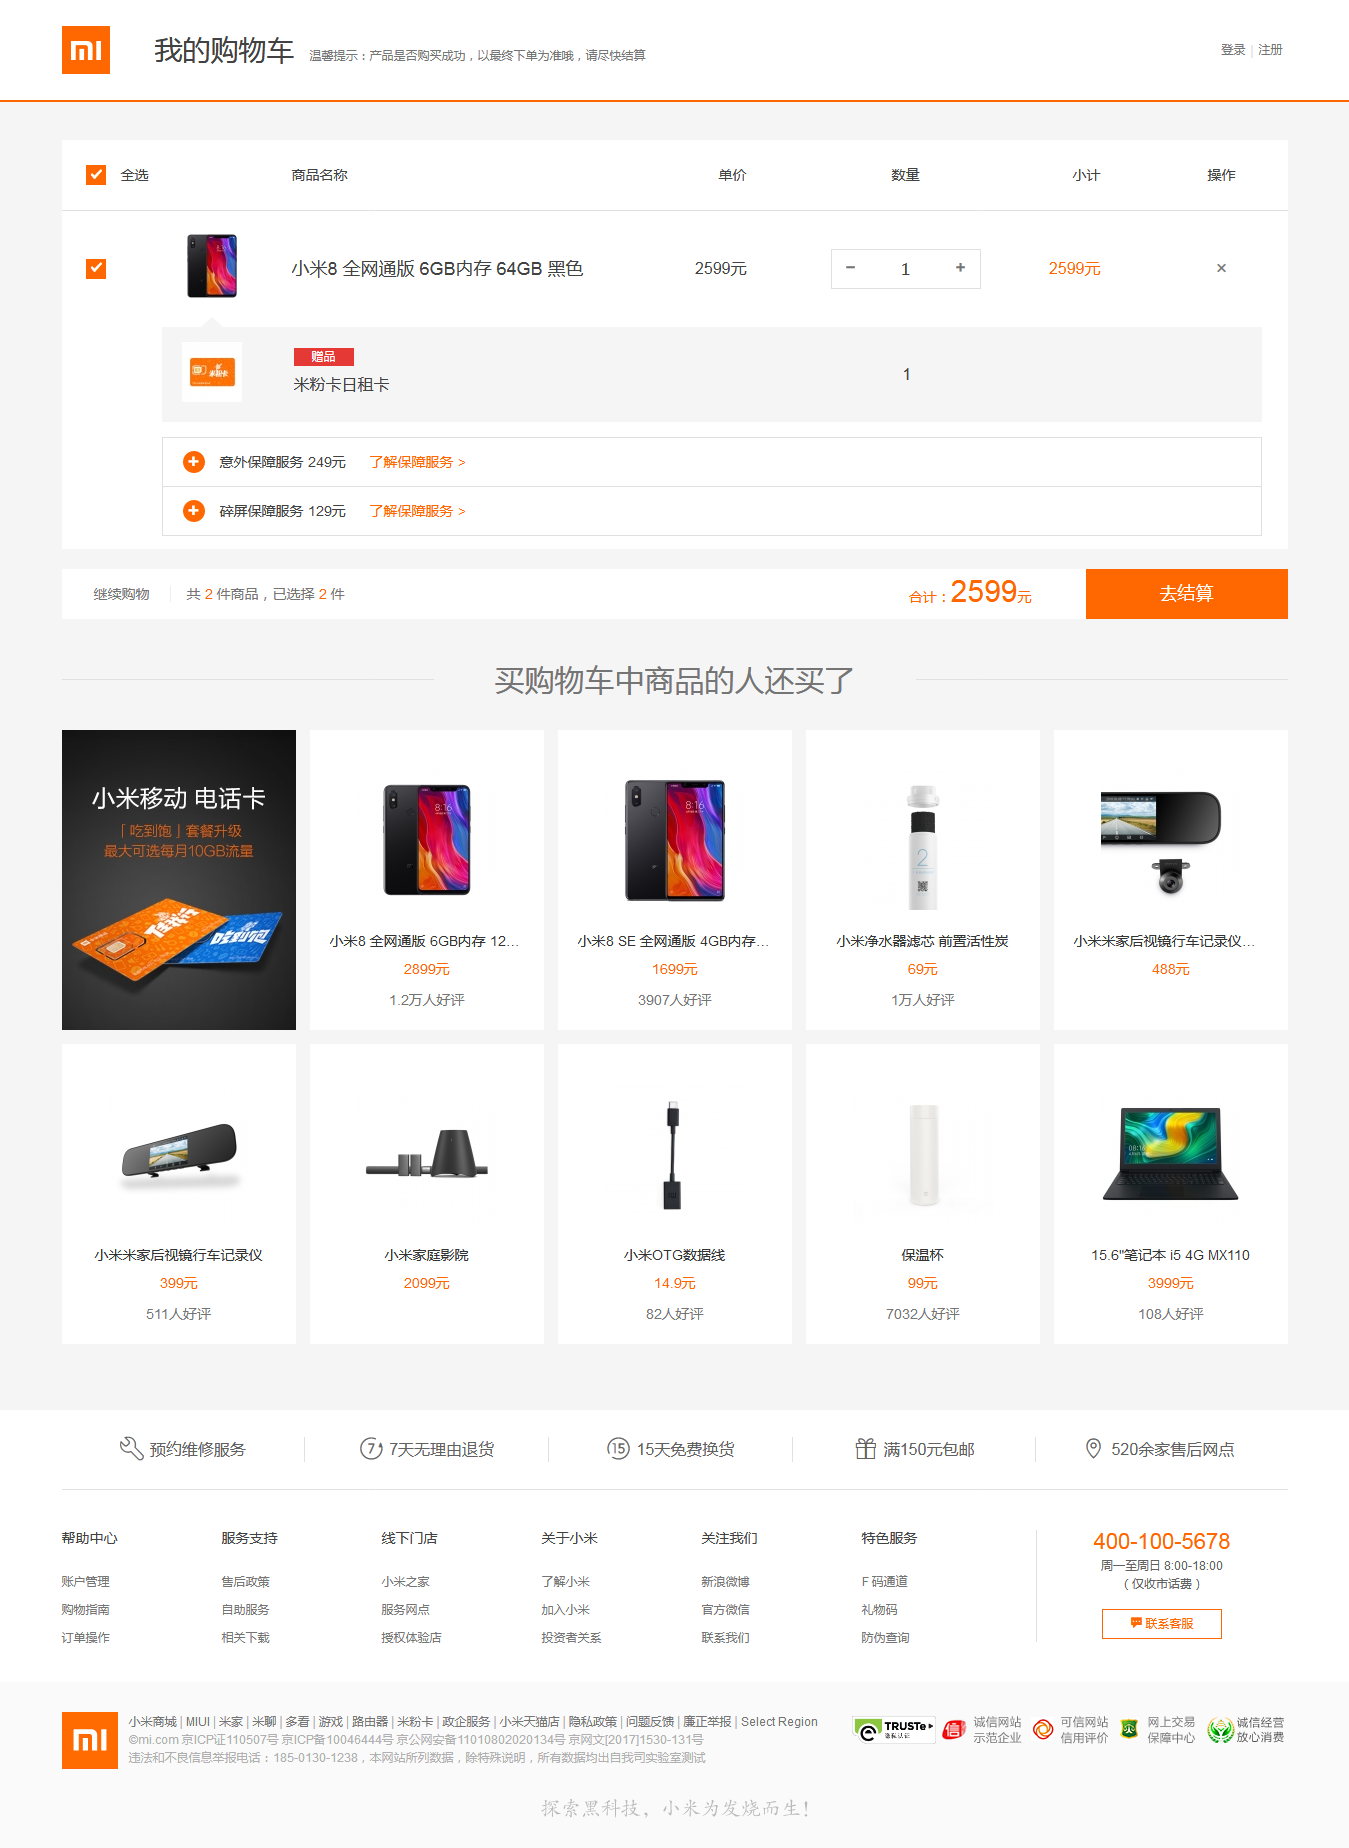 我的购物车 温馨提示：产品是否购买成功，以最终下单为准哦，请尽快结算 登录 | 注册
全选 商品名称 单价 数量 小计 操作
小米8 全网通版 6GB内存 64GB 黑色 2599元 − 1 + 2599元 ×
赠品
米粉卡日租卡 1
意外保障服务 249元 了解保障服务 >
碎屏保障服务 129元 了解保障服务 >
继续购物 | 共 2 件商品，已选择 2 件 合计：2599元 去结算
买购物车中商品的人还买了
小米移动 电话卡
「吃到饱」套餐升级
最大可选每月10GB流量
小米8 全网通版 6GB内存 12...
2899元
1.2万人好评
小米8 SE 全网通版 4GB内存...
1699元
3907人好评
小米净水器滤芯 前置活性炭
69元
1万人好评
小米米家后视镜行车记录仪...
488元
小米米家后视镜行车记录仪
399元
511人好评
小米家庭影院
2099元
小米OTG数据线
14.9元
82人好评
保温杯
99元
7032人好评
15.6"笔记本 i5 4G MX110
3999元
108人好评
预约维修服务 7天无理由退货 15天免费换货 满150元包邮 520余家售后网点
帮助中心
账户管理
购物指南
订单操作
服务支持
售后政策
自助服务
相关下载
线下门店
小米之家
服务网点
授权体验店
关于小米
了解小米
加入小米
投资者关系
关注我们
新浪微博
官方微信
联系我们
特色服务
F 码通道
礼物码
防伪查询
400-100-5678
周一至周日 8:00-18:00
（仅收市话费）
联系客服
小米商城 | MIUI | 米家 | 米聊 | 多看 | 游戏 | 路由器 | 米粉卡 | 政企服务 | 小米天猫店 | 隐私政策 | 问题反馈 | 廉正举报 | Select Region
©mi.com 京ICP证110507号 京ICP备10046444号 京公网安备11010802020134号 京网文[2017]1530-131号
违法和不良信息举报电话：185-0130-1238，本网站所列数据，除特殊说明，所有数据均出自我司实验室测试
TRUSTe
诚信网站
示范企业
可信网站
信用评价
网上交易
保障中心
诚信经营
放心消费
探索黑科技，小米为发烧而生！